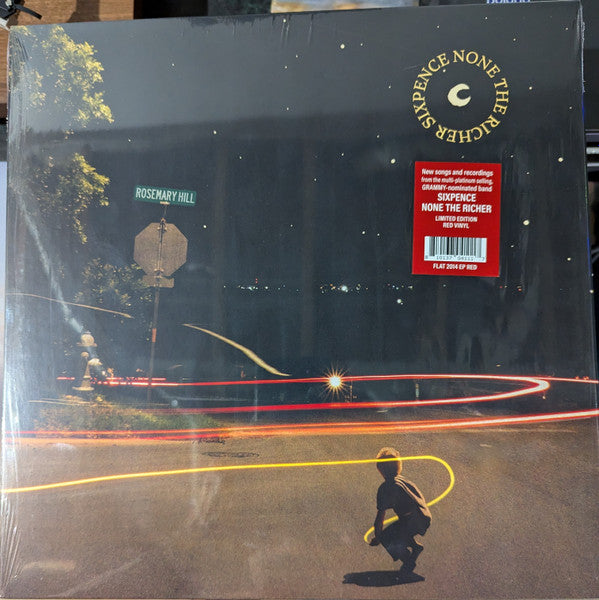 SIXPENCE NONE THE RICHER
New songs and recordings
from the multi-platinum selling,
GRAMMY-nominated band
SIXPENCE
NONE THE RICHER
LIMITED EDITION
RED VINYL
FLAT 2014 EP RED
ROSEMARY HILL